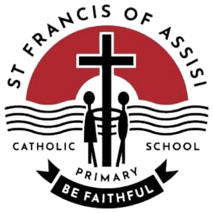 ST FRANCIS OF ASSISI
CATHOLIC SCHOOL
PRIMARY
BE FAITHFUL